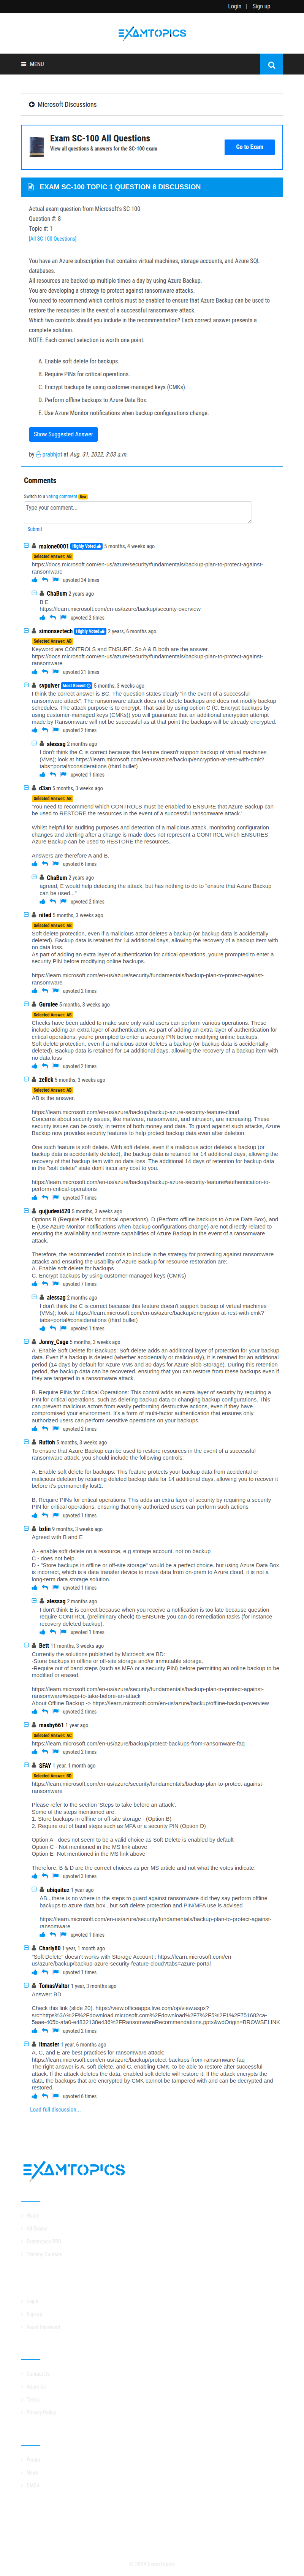 Login | Sign up
EXAMTOPICS
MENU
Microsoft Discussions
Exam SC-100 All Questions
View all questions & answers for the SC-100 exam
Go to Exam
EXAM SC-100 TOPIC 1 QUESTION 8 DISCUSSION
Actual exam question from Microsoft's SC-100
Question #: 8
Topic #: 1
[All SC-100 Questions]
You have an Azure subscription that contains virtual machines, storage accounts, and Azure SQL
databases.
All resources are backed up multiple times a day by using Azure Backup.
You are developing a strategy to protect against ransomware attacks.
You need to recommend which controls must be enabled to ensure that Azure Backup can be used to
restore the resources in the event of a successful ransomware attack.
Which two controls should you include in the recommendation? Each correct answer presents a
complete solution.
NOTE: Each correct selection is worth one point.
A. Enable soft delete for backups.
B. Require PINs for critical operations.
C. Encrypt backups by using customer-managed keys (CMKs).
D. Perform offline backups to Azure Data Box.
E. Use Azure Monitor notifications when backup configurations change.
Show Suggested Answer
by prabhjot at Aug. 31, 2022, 3:03 a.m.
Comments
Switch to a voting comment New
Type your comment...
Submit
malone0001 Highly Voted 5 months, 4 weeks ago
Selected Answer: AB
https://docs.microsoft.com/en-us/azure/security/fundamentals/backup-plan-to-protect-against-
ransomware
upvoted 34 times
ChaBum 2 years ago
B E
https://learn.microsoft.com/en-us/azure/backup/security-overview
upvoted 2 times
simonseztech Highly Voted 2 years, 6 months ago
Selected Answer: AB
Keyword are CONTROLS and ENSURE. So A & B both are the answer.
https://docs.microsoft.com/en-us/azure/security/fundamentals/backup-plan-to-protect-against-
ransomware
upvoted 21 times
svpulver Most Recent 5 months, 3 weeks ago
I think the correct answer is BC. The question states clearly "in the event of a successful
ransomware attack". The ransomware attack does not delete backups and does not modify backup
schedules. The attack purpose is to encrypt. That is said by using option C (C. Encrypt backups by
using customer-managed keys (CMKs)) you will guarantee that an additional encryption attempt
made by Ransomware will not be successful as at that point the backups will be already encrypted.
upvoted 2 times
alessag 2 months ago
I don't think the C is correct because this feature doesn't support backup of virtual machines
(VMs); look at https://learn.microsoft.com/en-us/azure/backup/encryption-at-rest-with-cmk?
tabs=portal#considerations (third bullet)
upvoted 1 times
d3an 5 months, 3 weeks ago
Selected Answer: AB
'You need to recommend which CONTROLS must be enabled to ENSURE that Azure Backup can
be used to RESTORE the resources in the event of a successful ransomware attack'.
Whilst helpful for auditing purposes and detection of a malicious attack, monitoring configurations
changes and alerting after a change is made does not represent a CONTROL which ENSURES
Azure Backup can be used to RESTORE the resources.
Answers are therefore A and B.
upvoted 6 times
ChaBum 2 years ago
agreed, E would help detecting the attack, but has nothing to do to "ensure that Azure Backup
can be used..."
upvoted 2 times
nited 5 months, 3 weeks ago
Selected Answer: AB
Soft delete protection, even if a malicious actor deletes a backup (or backup data is accidentally
deleted). Backup data is retained for 14 additional days, allowing the recovery of a backup item with
no data loss.
As part of adding an extra layer of authentication for critical operations, you're prompted to enter a
security PIN before modifying online backups.
https://learn.microsoft.com/en-us/azure/security/fundamentals/backup-plan-to-protect-against-
ransomware
upvoted 2 times
Gurulee 5 months, 3 weeks ago
Selected Answer: AB
Checks have been added to make sure only valid users can perform various operations. These
include adding an extra layer of authentication. As part of adding an extra layer of authentication for
critical operations, you're prompted to enter a security PIN before modifying online backups.
Soft delete protection, even if a malicious actor deletes a backup (or backup data is accidentally
deleted). Backup data is retained for 14 additional days, allowing the recovery of a backup item with
no data loss
upvoted 2 times
zellck 5 months, 3 weeks ago
Selected Answer: AB
AB is the answer.
https://learn.microsoft.com/en-us/azure/backup/backup-azure-security-feature-cloud
Concerns about security issues, like malware, ransomware, and intrusion, are increasing. These
security issues can be costly, in terms of both money and data. To guard against such attacks, Azure
Backup now provides security features to help protect backup data even after deletion.
One such feature is soft delete. With soft delete, even if a malicious actor deletes a backup (or
backup data is accidentally deleted), the backup data is retained for 14 additional days, allowing the
recovery of that backup item with no data loss. The additional 14 days of retention for backup data
in the "soft delete" state don't incur any cost to you.
https://learn.microsoft.com/en-us/azure/backup/backup-azure-security-feature#authentication-to-
perform-critical-operations
upvoted 7 times
gujjudesi420 5 months, 3 weeks ago
Options B (Require PINs for critical operations), D (Perform offline backups to Azure Data Box), and
E (Use Azure Monitor notifications when backup configurations change) are not directly related to
ensuring the availability and restore capabilities of Azure Backup in the event of a ransomware
attack.
Therefore, the recommended controls to include in the strategy for protecting against ransomware
attacks and ensuring the capability of Azure Backup for resource restoration are:
A. Enable soft delete for backups
C. Encrypt backups using customer-managed keys (CMKs)
upvoted 7 times
alessag 2 months ago
I don't think the C is correct because this feature doesn't support backup of virtual machines
(VMs); look at https://learn.microsoft.com/en-us/azure/backup/encryption-at-rest-with-cmk?
tabs=portal#considerations (third bullet)
upvoted 1 times
Jonny_Cage 5 months, 3 weeks ago
A. Enable Soft Delete for Backups: Soft delete adds an additional layer of protection for your backup
data. Even if a backup is deleted (whether accidentally, by a malicious actor, or due to a ransomware
attack), the deleted backup data isn't immediately lost. Instead, it's retained for an additional time
period (14 days by default for Azure VMs and 30 days for Azure Blob Storage). During this retention
period, the backup data can be recovered, ensuring that you can restore from these backups even if
they are targeted in a ransomware attack.
B. Require PINs for Critical Operations: This control adds an extra layer of security by requiring a
PIN for critical operations, such as deleting backup data or changing backup configurations. This
can prevent malicious actors from easily performing destructive actions, even if they have
compromised your environment. It's a form of multi-factor authentication that ensures only
authorized users can perform sensitive operations on your backups.
upvoted 2 times
Ruttoh 5 months, 3 weeks ago
To ensure that Azure Backup can be used to restore resources in the event of a successful
ransomware attack, you should include the following controls:
A. Enable soft delete for backups: This feature protects your backup data from accidental or
malicious deletion by retaining deleted backup data for 14 additional days, allowing you to recover it
before it's permanently lost1.
B. Require PINs for critical operations: This adds an extra layer of security by requiring a security
PIN for critical operations, ensuring that only authorized users can perform such actions
upvoted 1 times
bxlin 9 months, 3 weeks ago
Agreed with B and E
A - enable soft delete on a resource, e.g storage account. not on backup
C - does not help.
D - "Store backups in offline or off-site storage" would be a perfect choice, but using Azure Data Box
is incorrect, which is a data transfer device to move data from on-prem to Azure cloud. it is not a
long-term data storage solution.
upvoted 1 times
alessag 2 months ago
I don't think E is correct because when you receive a notification is too late because question
require CONTROL (preliminary check) to ENSURE you can do remediation tasks (for instance
recovery deleted backup).
upvoted 1 times
Bett 11 months, 3 weeks ago
Currently the solutions published by Microsoft are BD:
-Store backups in offline or off-site storage and/or immutable storage.
-Require out of band steps (such as MFA or a security PIN) before permitting an online backup to be
modified or erased.
https://learn.microsoft.com/en-us/azure/security/fundamentals/backup-plan-to-protect-against-
ransomware#steps-to-take-before-an-attack
About Offline Backup -> https://learn.microsoft.com/en-us/azure/backup/offline-backup-overview
upvoted 2 times
masby661 1 year ago
Selected Answer: AC
https://learn.microsoft.com/en-us/azure/backup/protect-backups-from-ransomware-faq
upvoted 2 times
SFAY 1 year, 1 month ago
Selected Answer: BD
https://learn.microsoft.com/en-us/azure/security/fundamentals/backup-plan-to-protect-against-
ransomware
Please refer to the section 'Steps to take before an attack'.
Some of the steps mentioned are:
1. Store backups in offline or off-site storage - (Option B)
2. Require out of band steps such as MFA or a security PIN (Option D)
Option A - does not seem to be a valid choice as Soft Delete is enabled by default
Option C - Not mentioned in the MS link above
Option E- Not mentioned in the MS link above
Therefore, B & D are the correct choices as per MS article and not what the votes indicate.
upvoted 2 times
ubiquituz 1 year ago
AB...there is no where in the steps to guard against ransomware did they say perform offline
backups to azure data box...but soft delete protection and PIN/MFA use is advised
https://learn.microsoft.com/en-us/azure/security/fundamentals/backup-plan-to-protect-against-
ransomware
upvoted 1 times
Charly80 1 year, 1 month ago
"Soft Delete" doesn't works with Storage Account : https://learn.microsoft.com/en-
us/azure/backup/backup-azure-security-feature-cloud?tabs=azure-portal
upvoted 1 times
TomasValtor 1 year, 3 months ago
Answer: BD
upvoted 2 times
itmaster 1 year, 6 months ago
A, C, and E are best practices for ransomware attack:
https://learn.microsoft.com/en-us/azure/backup/protect-backups-from-ransomware-faq
The right answer is A, soft delete, and C, enabling CMK, to be able to restore after successful
attack. If the attack deletes the data, enabled soft delete will mitigate the impact of the attack. Also,
the backups that are encrypted by CMK cannot be tampered with and can be decrypted and
restored.
upvoted 6 times
Load full discussion...
EXAMTOPICS